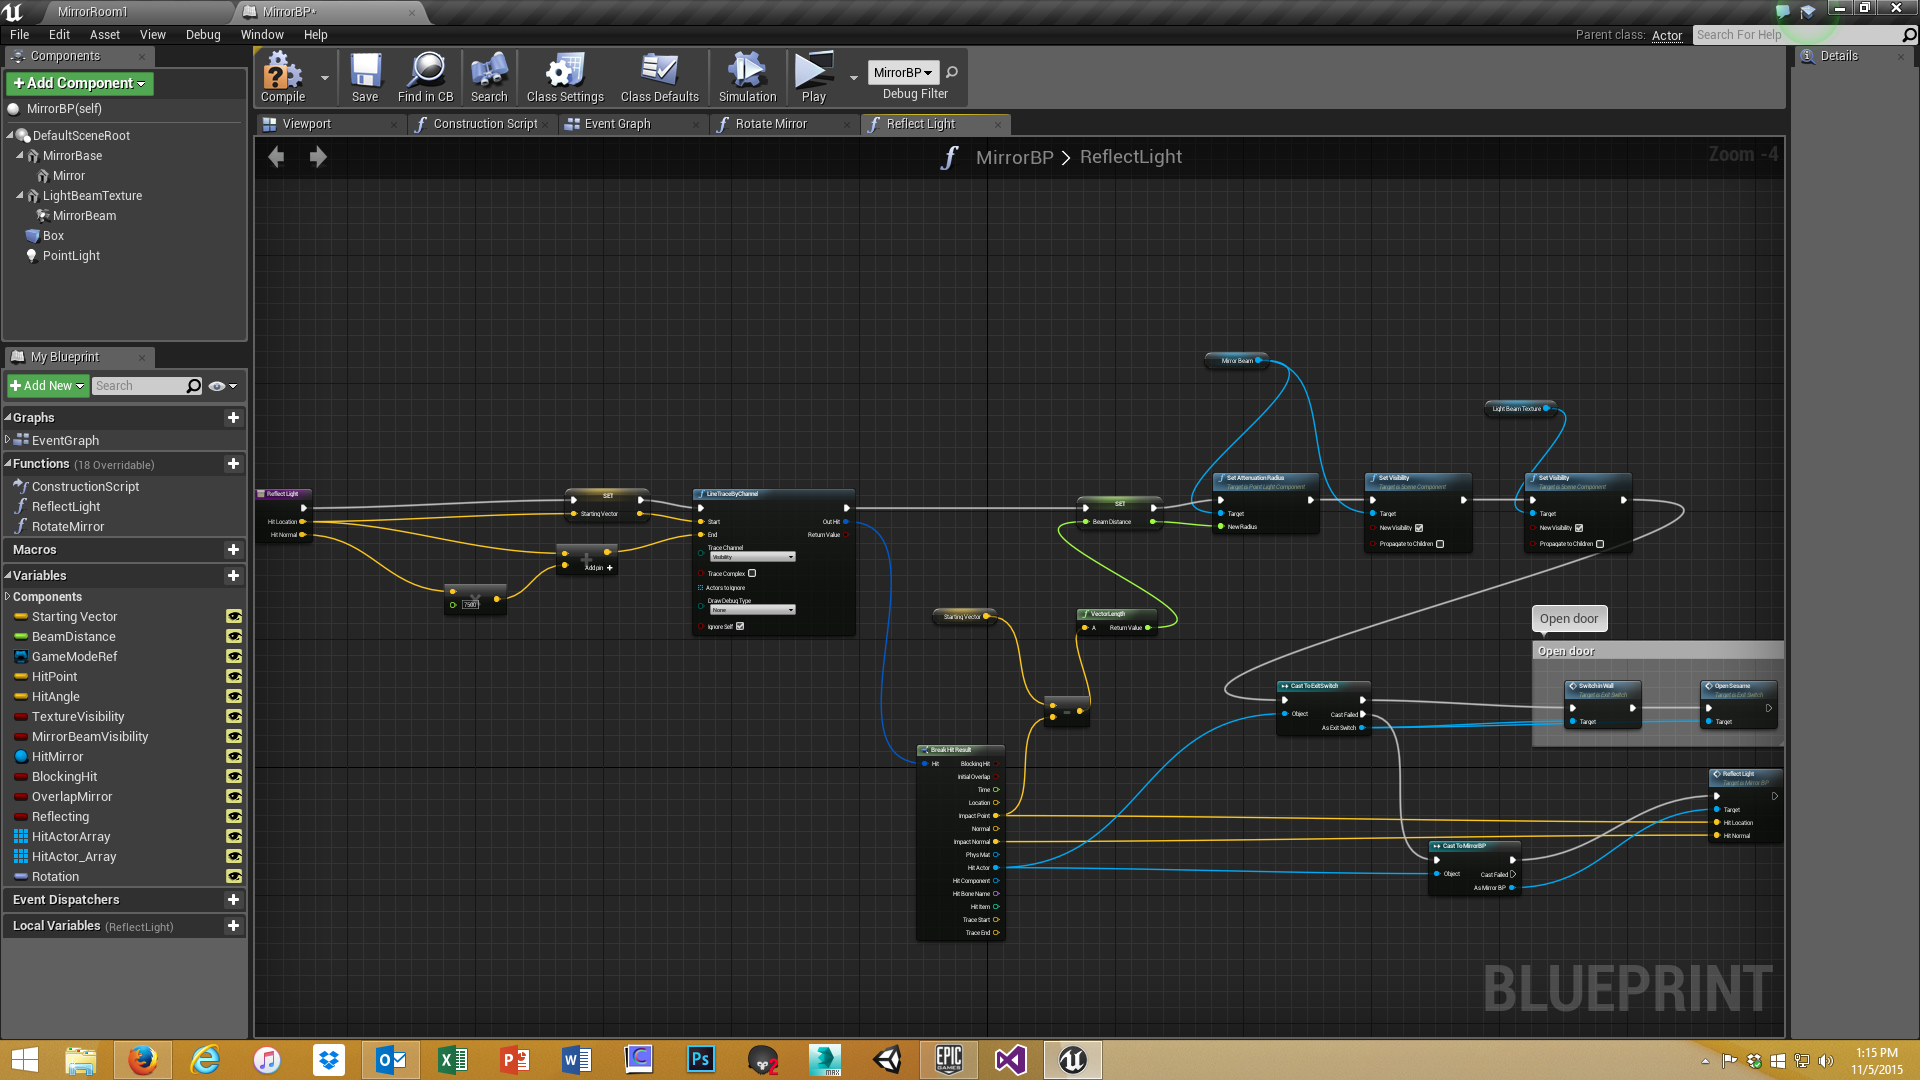 MirrorRoom1
MirrorBP*
File Edit Asset View Debug Window Help
Parent class: Actor
Search For Help
Components
+ Add Component
MirrorBP(self)
DefaultSceneRoot
MirrorBase
Mirror
LightBeamTexture
MirrorBeam
Box
PointLight
Compile
Save
Find in CB
Search
Class Settings
Class Defaults
Simulation
Play
MirrorBP
Debug Filter
Details
Viewport
Construction Script
Event Graph
Rotate Mirror
Reflect Light
MirrorBP > ReflectLight
Zoom -4
My Blueprint
+ Add New
Search
Graphs
EventGraph
Functions (18 Overridable)
ConstructionScript
ReflectLight
RotateMirror
Macros
Variables
Components
Starting Vector
BeamDistance
GameModeRef
HitPoint
HitAngle
TextureVisibility
MirrorBeamVisibility
HitMirror
BlockingHit
OverlapMirror
Reflecting
HitActorArray
HitActor_Array
Rotation
Event Dispatchers
Local Variables (ReflectLight)
Reflect Light
Hit Location
Hit Normal
7500
SET
Starting Vector
Add pin +
LineTraceByChannel
Start
End
Trace Channel
Visibility
Trace Complex
Actors to Ignore
Draw Debug Type
None
Ignore Self
Out Hit
Return Value
Starting Vector
Break Hit Result
Hit
Blocking Hit
Initial Overlap
Time
Location
Impact Point
Normal
Impact Normal
Phys Mat
Hit Actor
Hit Component
Hit Bone Name
Hit Item
Trace Start
Trace End
VectorLength
A
Return Value
SET
Beam Distance
Mirror Beam
Set Attenuation Radius
Target is Point Light Component
Target
New Radius
Set Visibility
Target is Scene Component
Target
New Visibility
Propagate to Children
Light Beam Texture
Set Visibility
Target is Scene Component
Target
New Visibility
Propagate to Children
Cast To ExitSwitch
Object
Cast Failed
As Exit Switch
Open door
Open door
Switch in Wall
Target is Exit Switch
Target
Open Sesame
Target is Exit Switch
Target
Cast To MirrorBP
Object
Cast Failed
As Mirror BP
Reflect Light
Target is Mirror BP
Target
Hit Location
Hit Normal
BLUEPRINT
Ps
MAX
EPIC GAMES
1:15 PM
11/5/2015